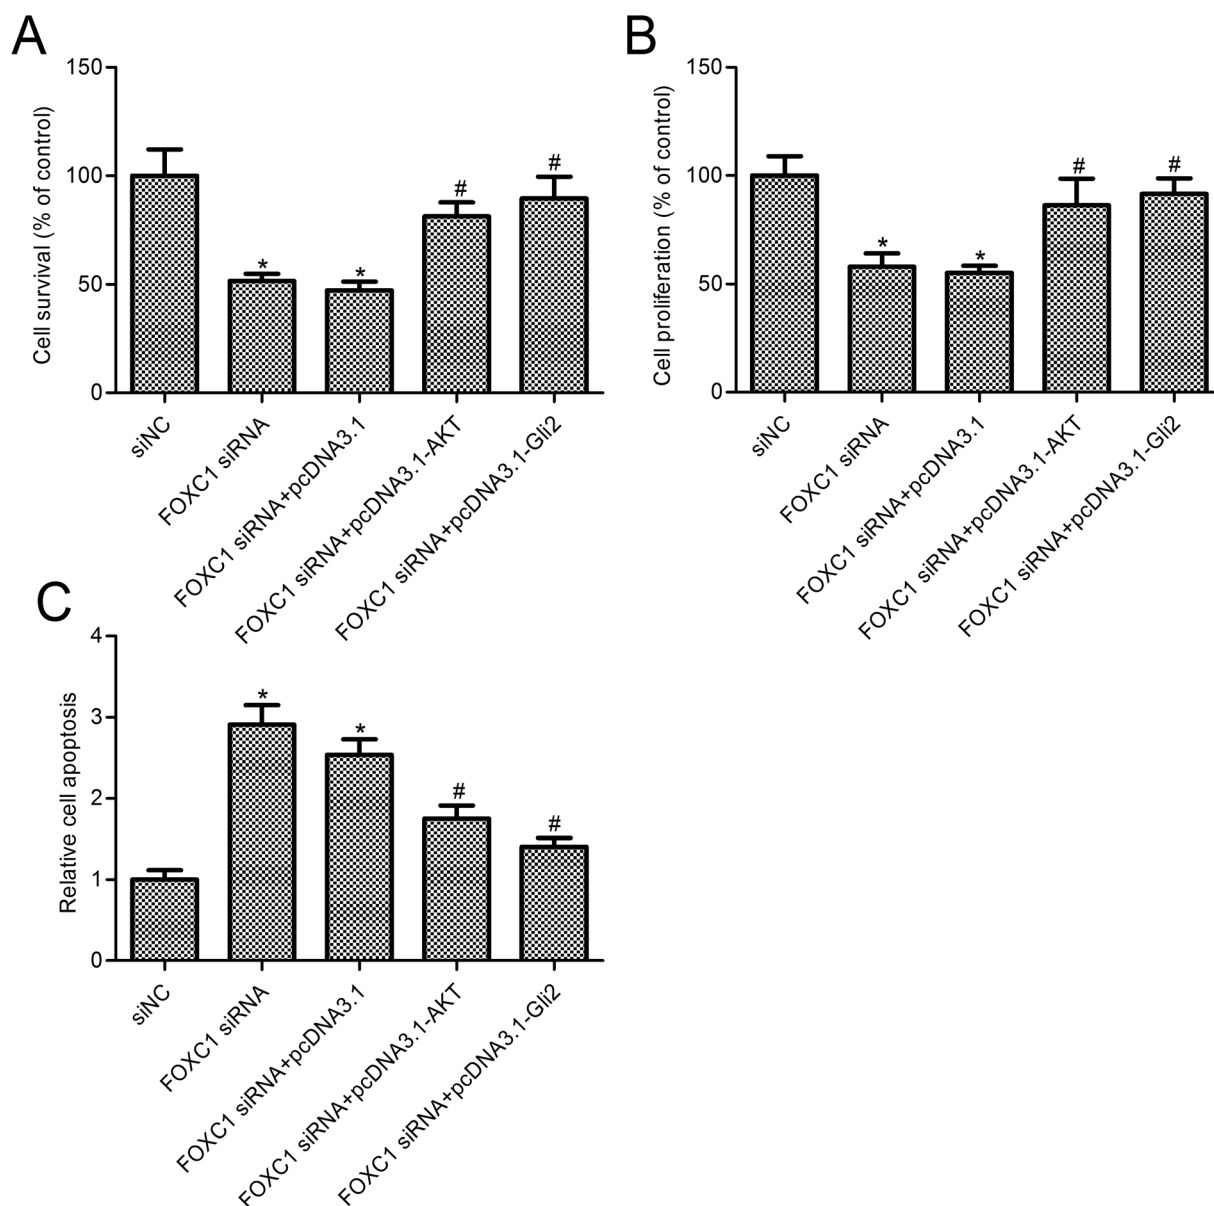 A
Cell survival (% of control)
150
100
50
0
*
*
#
#
siNC
FOXC1 siRNA
FOXC1 siRNA+pcDNA3.1
FOXC1 siRNA+pcDNA3.1-AKT
FOXC1 siRNA+pcDNA3.1-Gli2
B
Cell proliferation (% of control)
150
100
50
0
*
*
#
#
siNC
FOXC1 siRNA
FOXC1 siRNA+pcDNA3.1
FOXC1 siRNA+pcDNA3.1-AKT
FOXC1 siRNA+pcDNA3.1-Gli2
C
Relative cell apoptosis
4
3
2
1
0
*
*
#
#
siNC
FOXC1 siRNA
FOXC1 siRNA+pcDNA3.1
FOXC1 siRNA+pcDNA3.1-AKT
FOXC1 siRNA+pcDNA3.1-Gli2